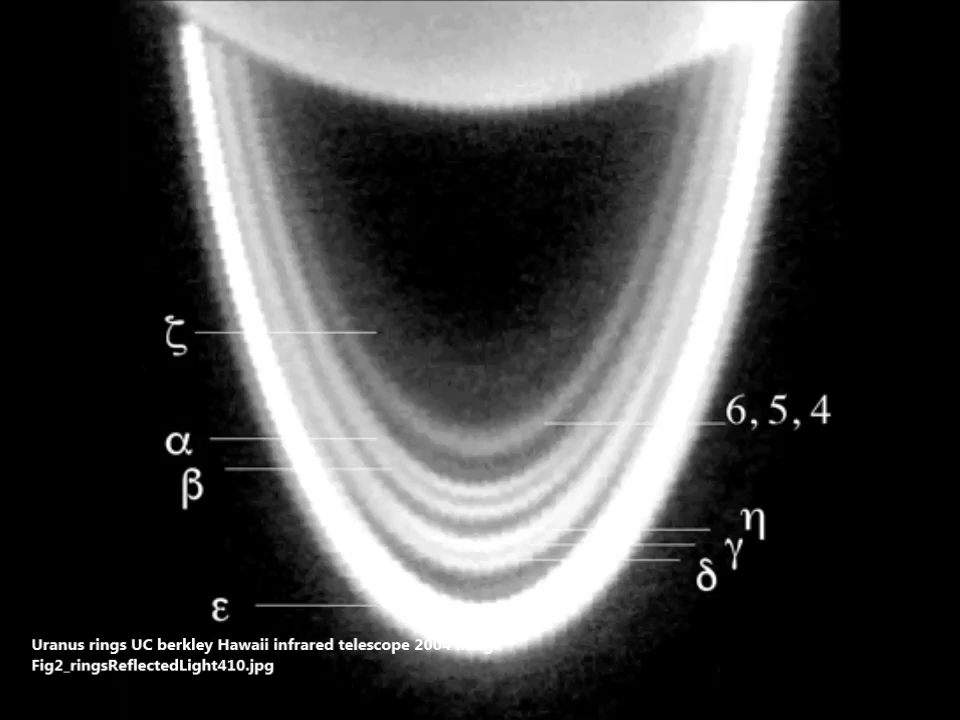 ζ
6, 5, 4
α
β
η
γ
δ
ε
Uranus rings UC berkley Hawaii infrared telescope 2004
Fig2_ringsReflectedLight410.jpg